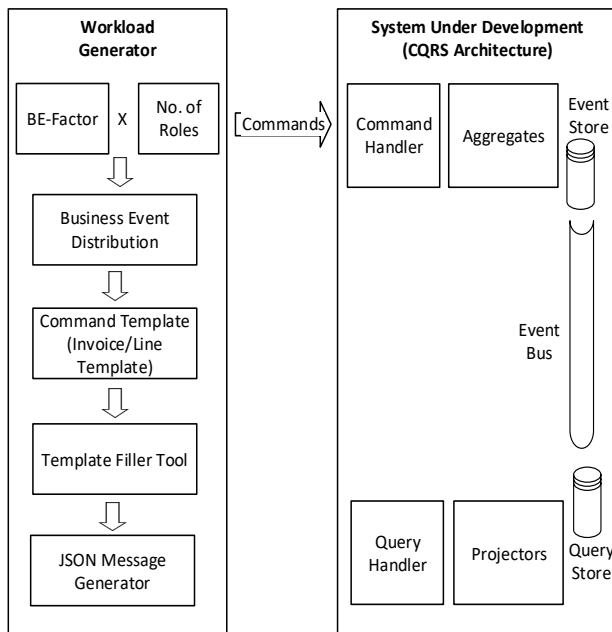 Workload
Generator
BE-Factor
X
No. of
Roles
Business Event
Distribution
Command Template
(Invoice/Line
Template)
Template Filler Tool
JSON Message
Generator
Commands
System Under Development
(CQRS Architecture)
Command
Handler
Aggregates
Event
Store
Event
Bus
Query
Handler
Projectors
Query
Store